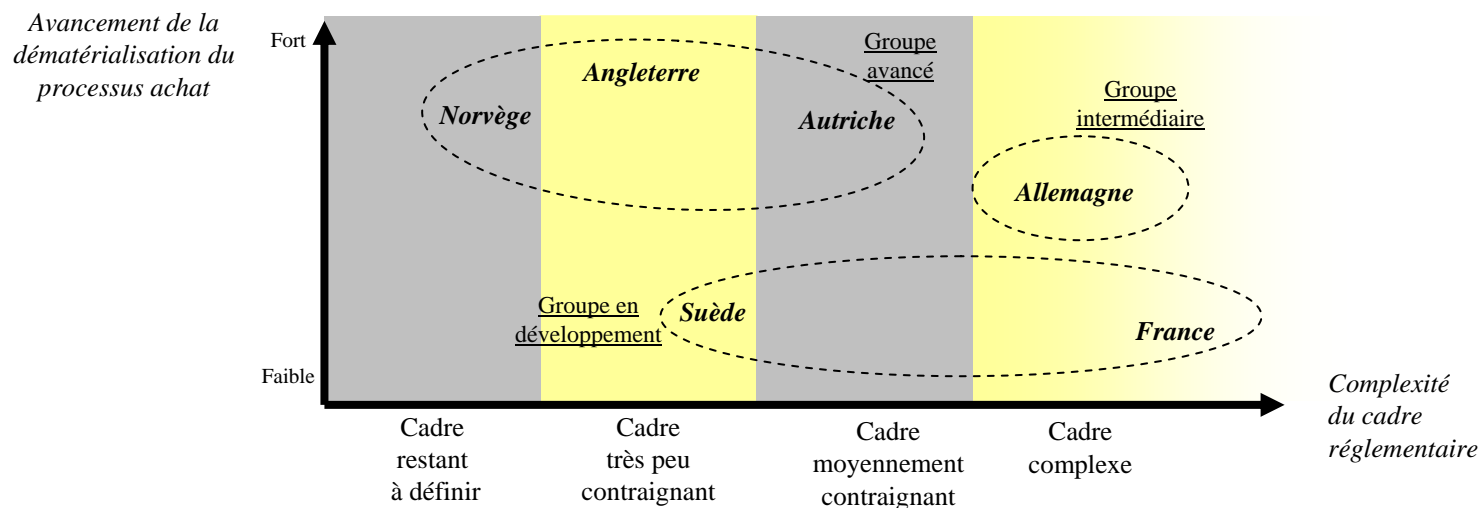 Avancement de la
dématérialisation du
processus achat
Fort
Faible
Groupe
avancé
Angleterre
Norvège
Autriche
Groupe
intermédiaire
Allemagne
Groupe en
développement
Suède
France
Cadre
restant
à définir
Cadre
très peu
contraignant
Cadre
moyennement
contraignant
Cadre
complexe
Complexité
du cadre
réglementaire